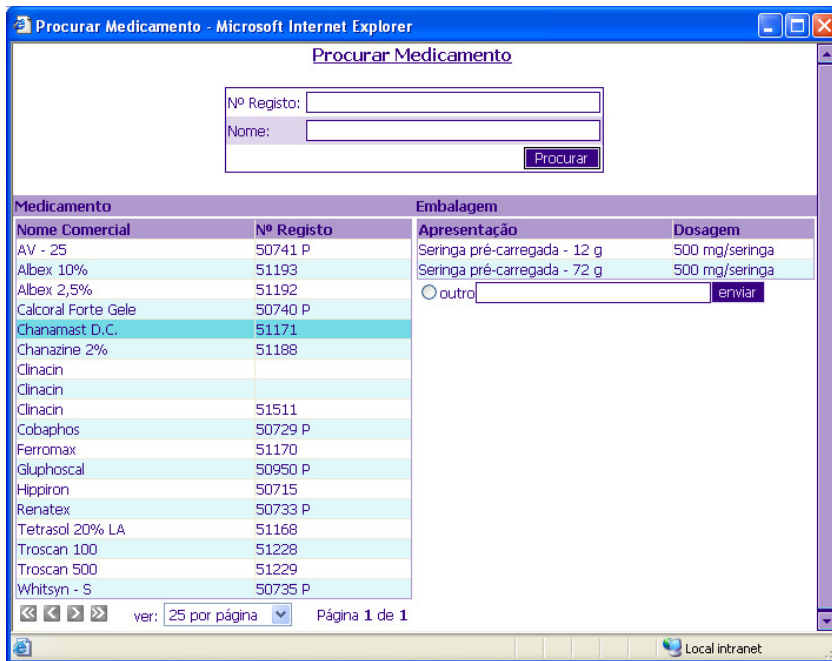 Procurar Medicamento - Microsoft Internet Explorer
Procurar Medicamento
Nº Registo:
Nome:
Procurar
Medicamento Embalagem
Nome Comercial Nº Registo Apresentação Dosagem
AV - 25 50741 P Seringa pré-carregada - 12 g 500 mg/seringa
Albex 10% 51193 Seringa pré-carregada - 72 g 500 mg/seringa
Albex 2,5% 51192 outro enviar
Calcoral Forte Gele 50740 P
Chanamast D.C. 51171
Chanazine 2% 51188
Clinacin
Clinacin
Clinacin 51511
Cobaphos 50729 P
Ferromax 51170
Gluphoscal 50950 P
Hippiron 50715
Renatex 50733 P
Tetrasol 20% LA 51168
Troscan 100 51228
Troscan 500 51229
Whitsyn - S 50735 P
ver: 25 por página Página 1 de 1
Local intranet